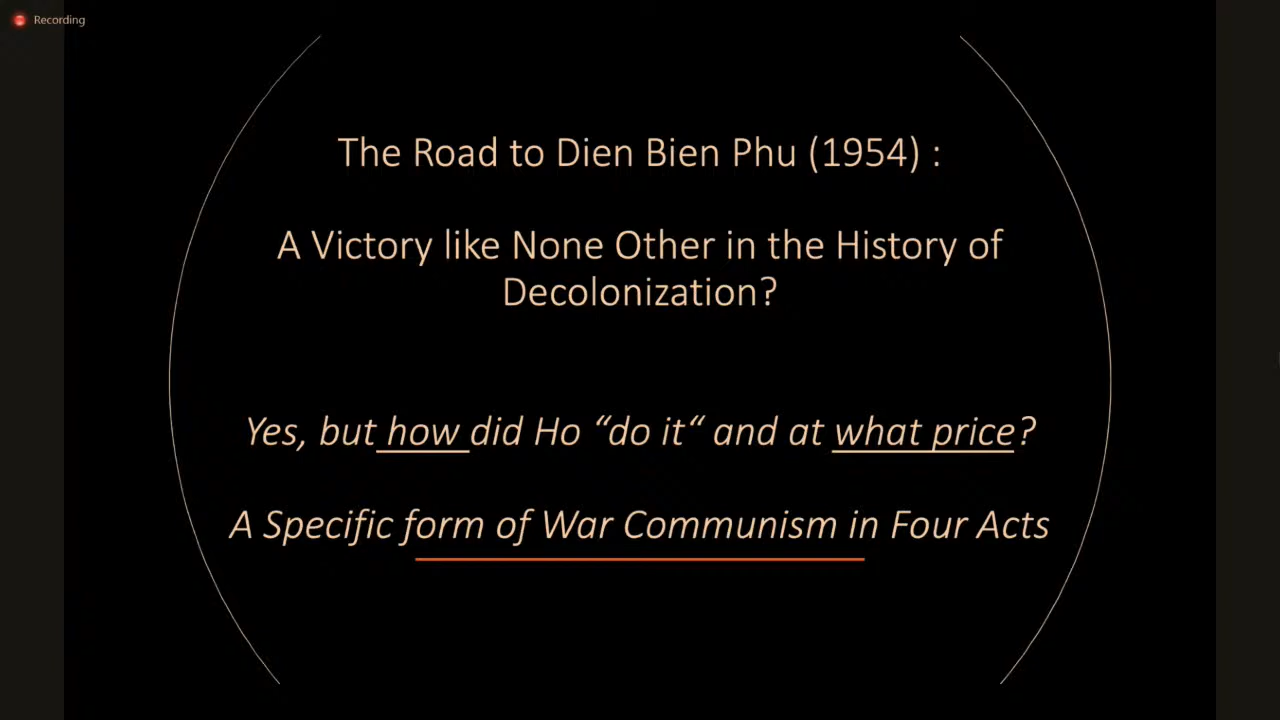 Recording
The Road to Dien Bien Phu (1954) :
A Victory like None Other in the History of
Decolonization?
Yes, but how did Ho “do it“ and at what price?
A Specific form of War Communism in Four Acts